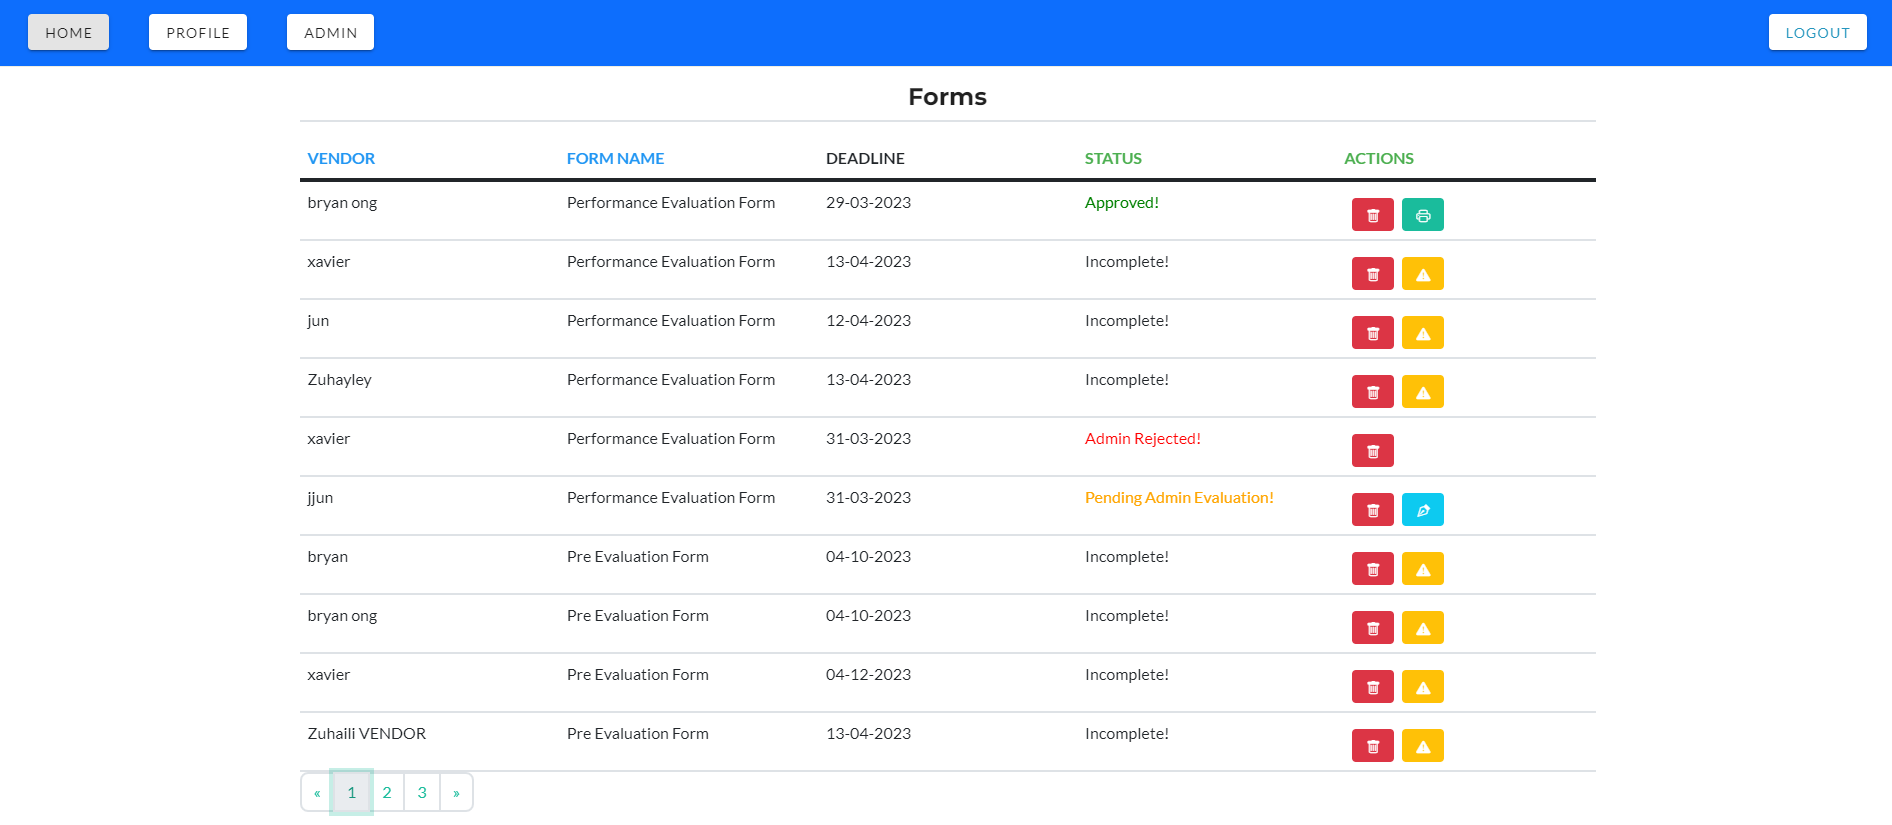 HOME PROFILE ADMIN LOGOUT
Forms
VENDOR FORM NAME DEADLINE STATUS ACTIONS
bryan ong Performance Evaluation Form 29-03-2023 Approved!
xavier Performance Evaluation Form 13-04-2023 Incomplete!
jun Performance Evaluation Form 12-04-2023 Incomplete!
Zuhayley Performance Evaluation Form 13-04-2023 Incomplete!
xavier Performance Evaluation Form 31-03-2023 Admin Rejected!
jjun Performance Evaluation Form 31-03-2023 Pending Admin Evaluation!
bryan Pre Evaluation Form 04-10-2023 Incomplete!
bryan ong Pre Evaluation Form 04-10-2023 Incomplete!
xavier Pre Evaluation Form 04-12-2023 Incomplete!
Zuhaili VENDOR Pre Evaluation Form 13-04-2023 Incomplete!
« 1 2 3 »